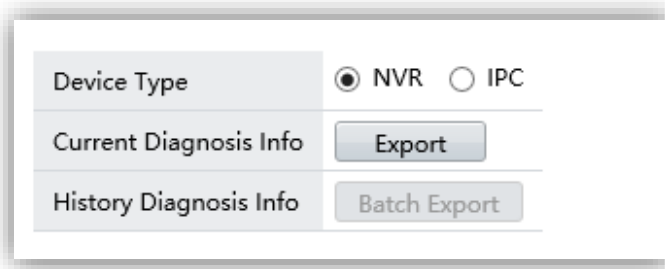 Device Type NVR IPC
Current Diagnosis Info Export
History Diagnosis Info Batch Export